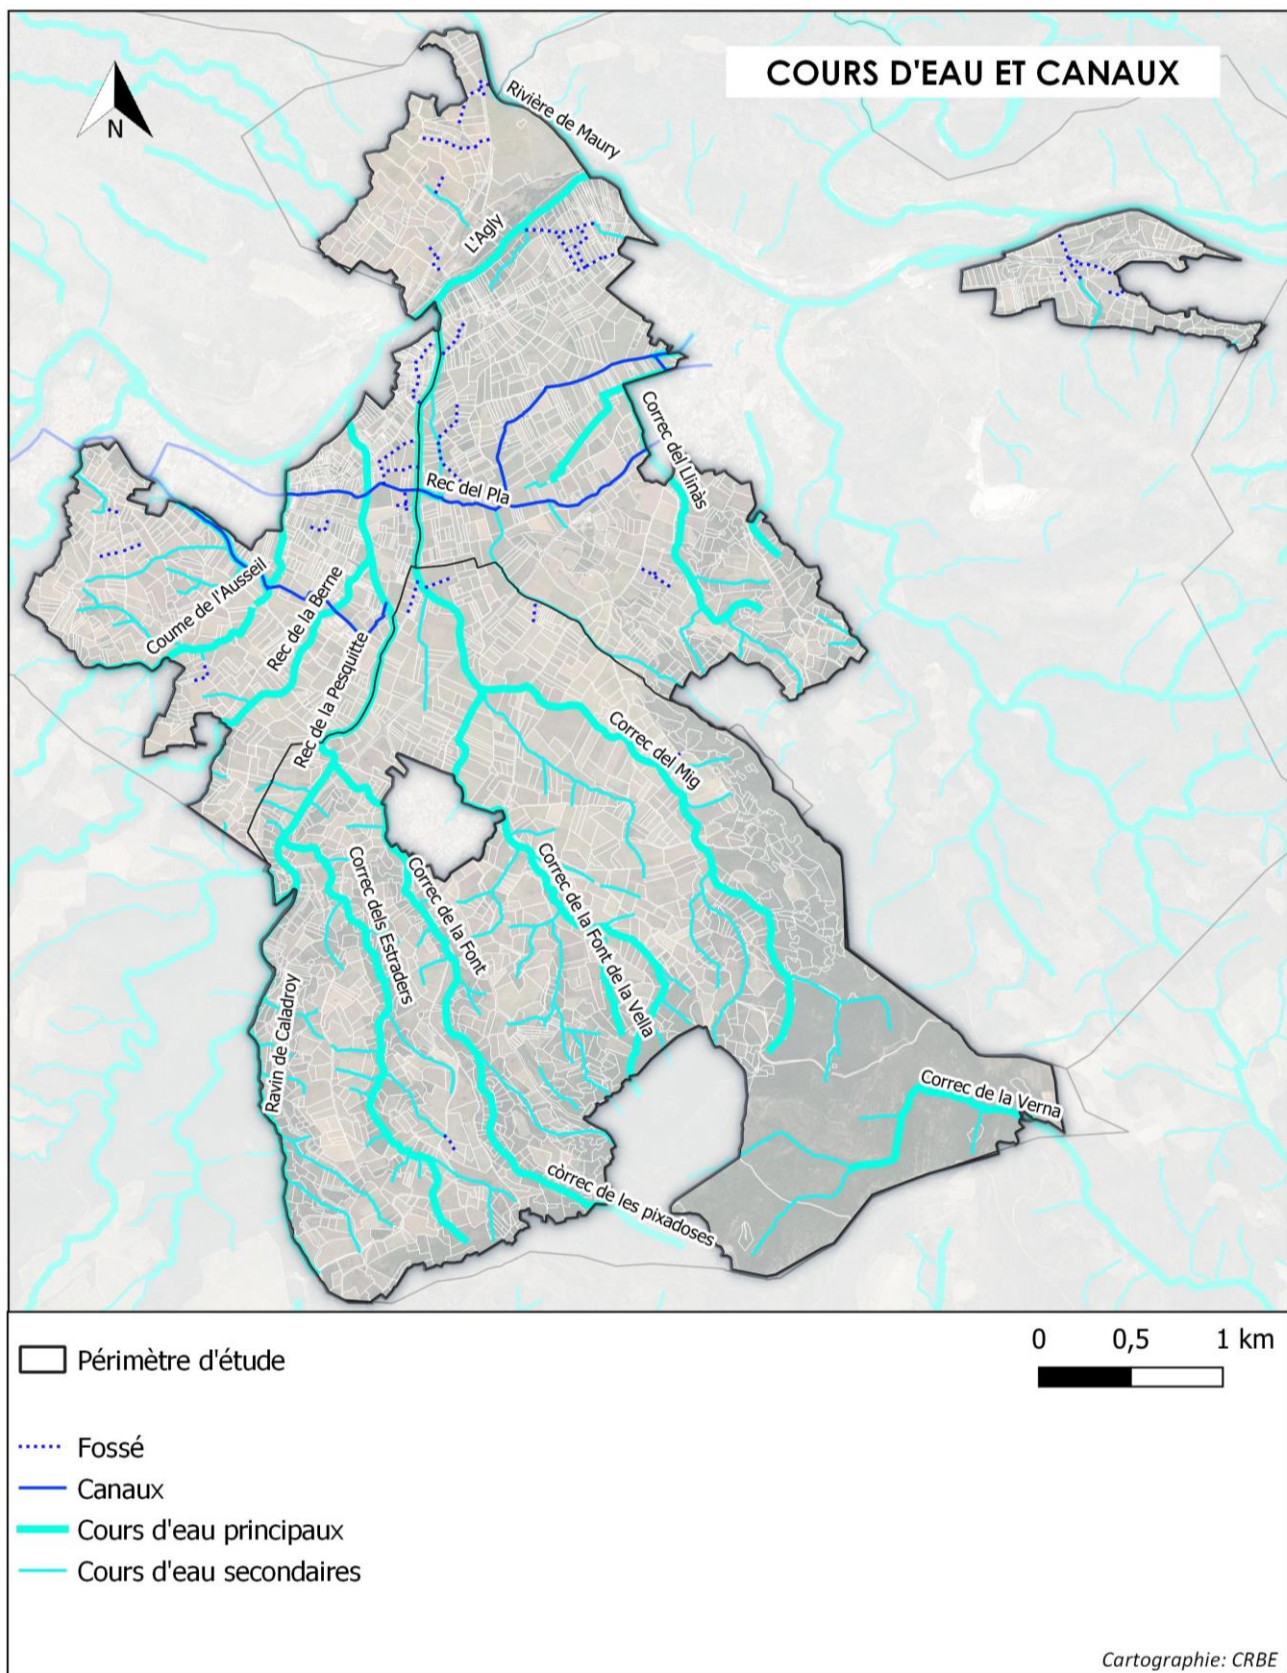 COURS D'EAU ET CANAUX
N
Rivière de Maury
L'Agly
Correc del Llinàs
Rec del Pla
Coume de l'Ausseil
Rec de la Berne
Rec de la Pesquitte
Correc del Mig
Correc dels Estraders
Correc de la Font
Correc de la Font de la Vella
Ravin de Caladroy
Correc de la Verna
còrrec de les pixadoses
0 0,5 1 km
Périmètre d'étude
Fossé
Canaux
Cours d'eau principaux
Cours d'eau secondaires
Cartographie: CRBE